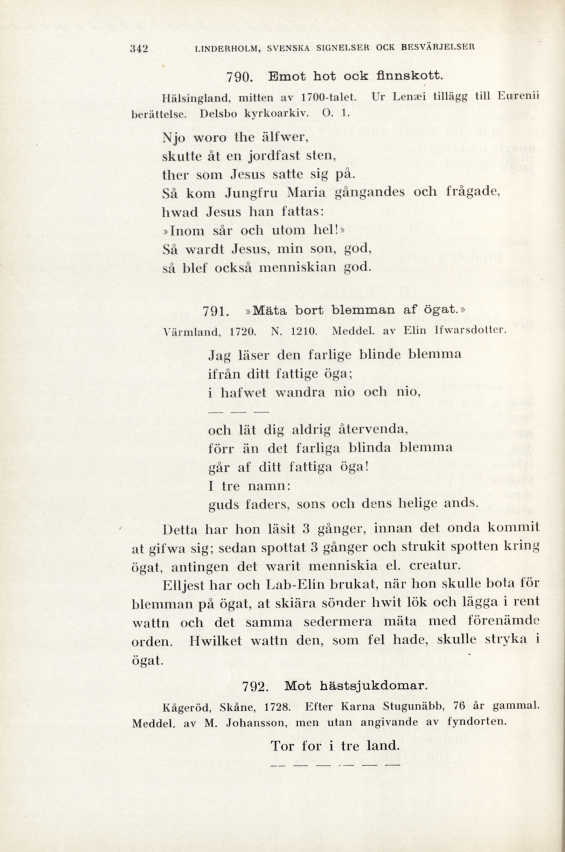 342 LINDERHOLM, SVENSKA SIGNELSER OCK BESVÄRJELSER
790. Emot hot ock finnskott.
Hälsingland, mitten av 1700-talet. Ur Lenæi tillägg till Eurenii
berättelse. Delsbo kyrkoarkiv. O. 1.
Njo woro the älfwer,
skutte åt en jordfast sten,
ther som Jesus satte sig på.
Så kom Jungfru Maria gångandes och frågade,
hwad Jesus han fattas:
»Inom sår och utom hel!»
Så wardt Jesus, min son, god,
så blef också menniskian god.
791. »Mäta bort blemman af ögat.»
Värmland, 1720. N. 1210. Meddel. av Elin Ifwarsdotter.
Jag läser den farlige blinde blemma
ifrån ditt fattige öga;
i hafwet wandra nio och nio,
— — —
och lät dig aldrig återvenda,
förr än det farliga blinda blemma
går af ditt fattiga öga!
I tre namn:
guds faders, sons och dens helige ands.
Detta har hon läsit 3 gånger, innan det onda kommit
at gifwa sig; sedan spottat 3 gånger och strukit spotten kring
ögat, antingen det warit menniskia el. creatur.
Elljest har och Lab-Elin brukat, när hon skulle bota för
blemman på ögat, at skiära sönder hwit lök och lägga i rent
wattn och det samma sedermera mäta med förenämde
orden. Hwilket wattn den, som fel hade, skulle stryka i
ögat.
792. Mot hästsjukdomar.
Kågeröd, Skåne, 1728. Efter Karna Stugunäbb, 76 år gammal.
Meddel. av M. Johansson, men utan angivande av fyndorten.
Tor for i tre land.
— — — — — —